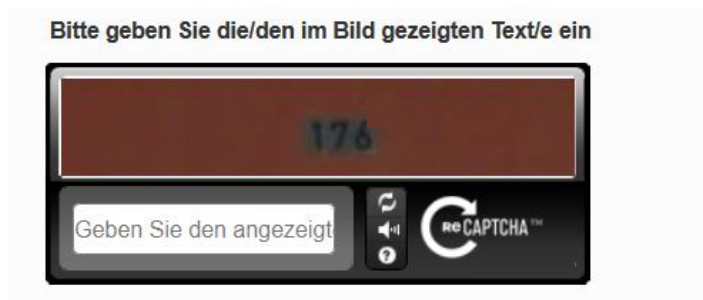 Bitte geben Sie die/den im Bild gezeigten Text/e ein
176
Geben Sie den angezeigt
ReCAPTCHA™